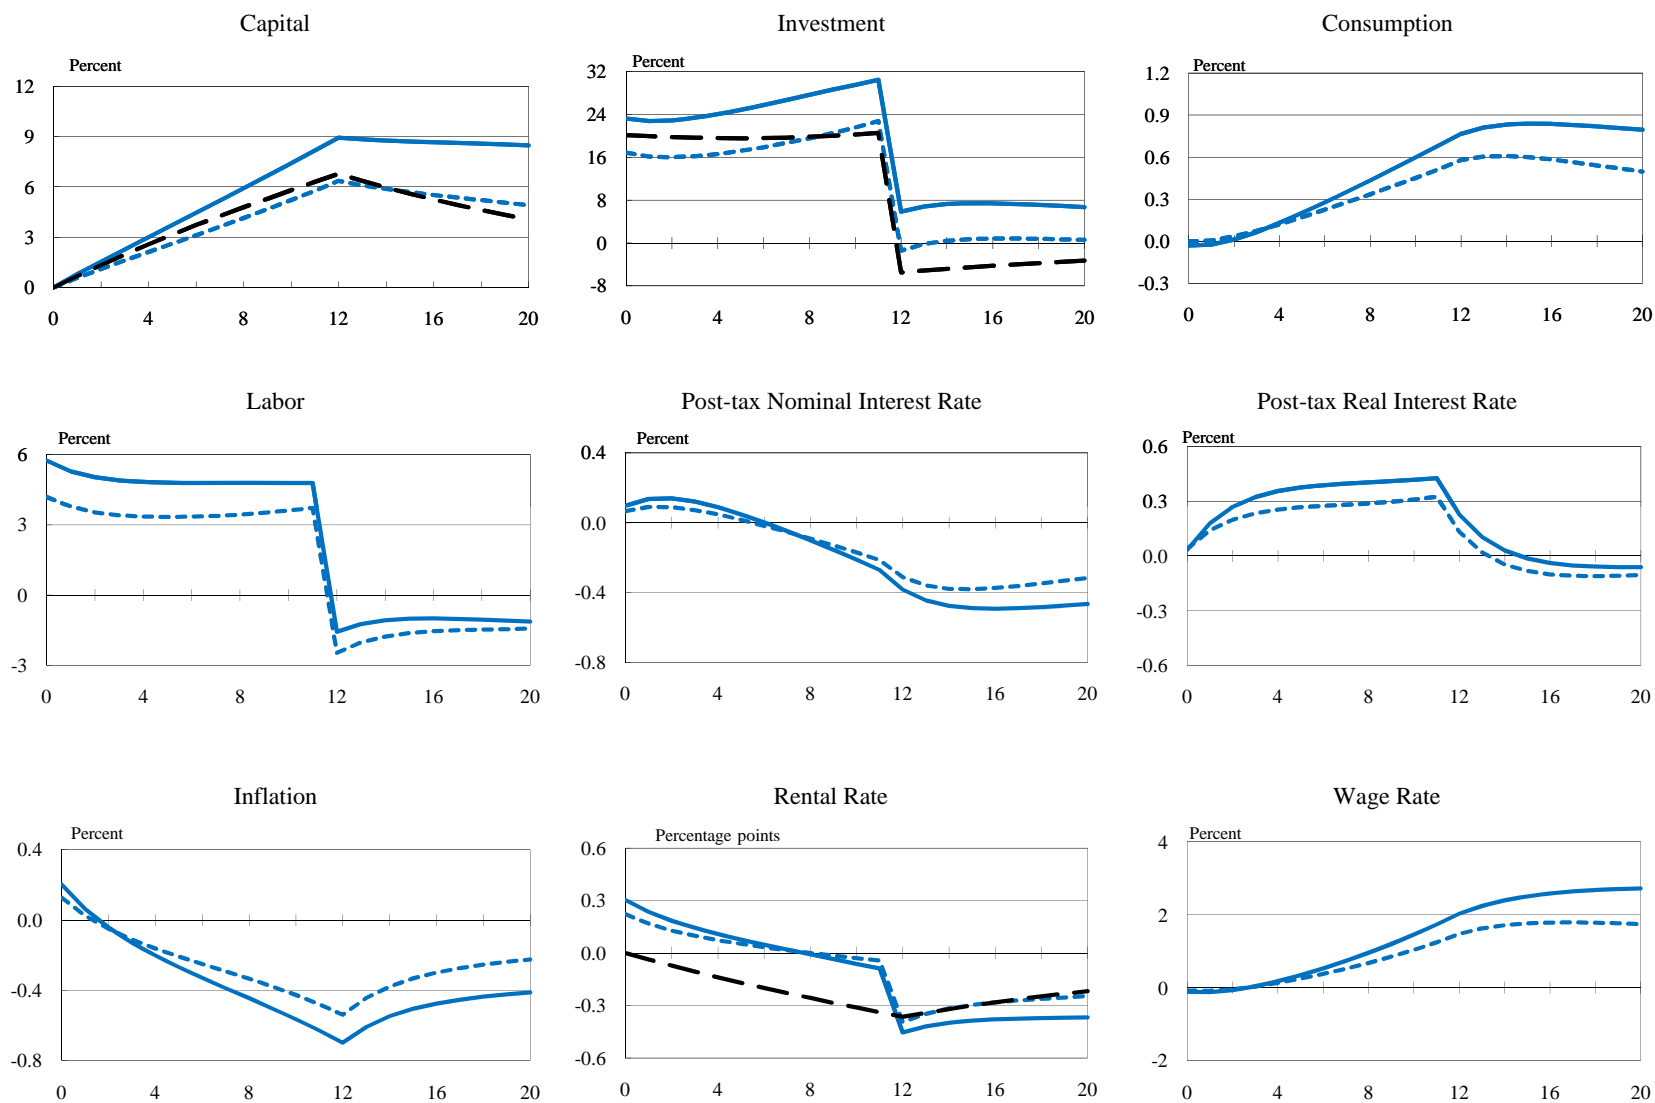 Capital
Investment
Consumption
Percent
Percent
Percent
12
9
6
3
0
0 4 8 12 16 20
32
24
16
8
0
-8
0 4 8 12 16 20
1.2
0.9
0.6
0.3
0.0
-0.3
0 4 8 12 16 20
Labor
Post-tax Nominal Interest Rate
Post-tax Real Interest Rate
Percent
Percent
Percent
6
3
0
-3
0 4 8 12 16 20
0.4
0.0
-0.4
-0.8
0 4 8 12 16 20
0.6
0.3
0.0
-0.3
-0.6
0 4 8 12 16 20
Inflation
Rental Rate
Wage Rate
Percent
Percentage points
Percent
0.4
0.0
-0.4
-0.8
0 4 8 12 16 20
0.6
0.3
0.0
-0.3
-0.6
0 4 8 12 16 20
4
2
0
-2
0 4 8 12 16 20